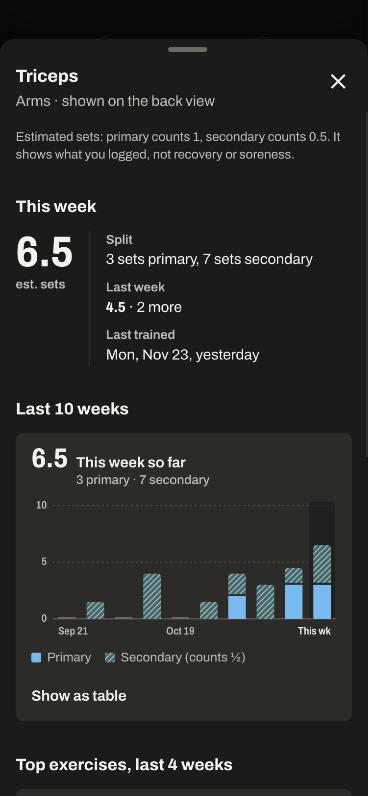 Triceps
Arms · shown on the back view
Estimated sets: primary counts 1, secondary counts 0.5. It
shows what you logged, not recovery or soreness.
This week
6.5
est. sets
Split
3 sets primary, 7 sets secondary
Last week
4.5 · 2 more
Last trained
Mon, Nov 23, yesterday
Last 10 weeks
6.5 This week so far
3 primary · 7 secondary
10
5
0
Sep 21 Oct 19 This wk
Primary Secondary (counts ½)
Show as table
Top exercises, last 4 weeks